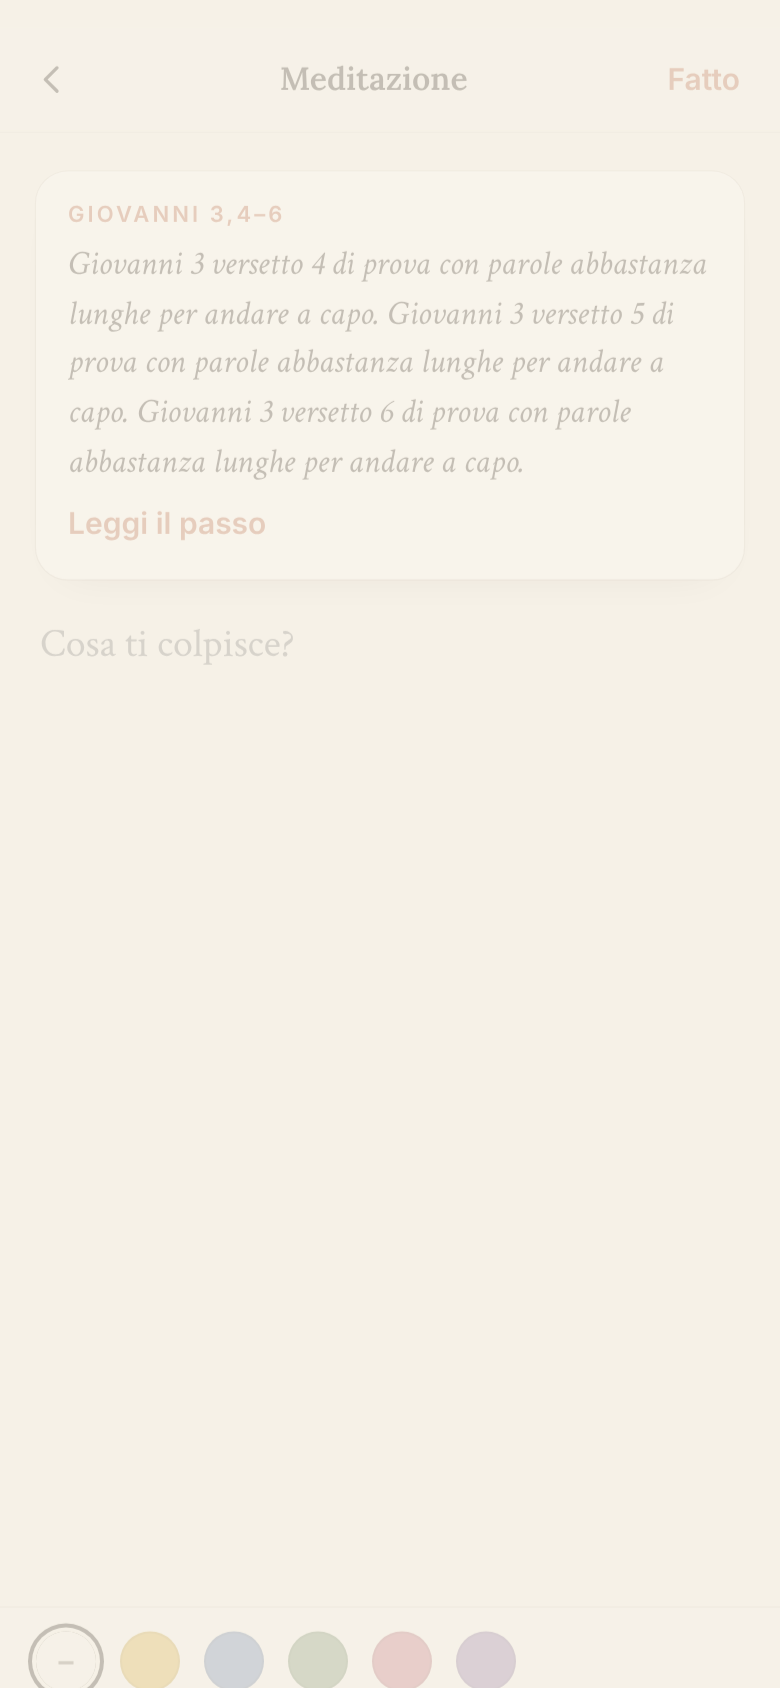 Meditazione
Fatto
GIOVANNI 3,4–6
Giovanni 3 versetto 4 di prova con parole abbastanza
lunghe per andare a capo. Giovanni 3 versetto 5 di
prova con parole abbastanza lunghe per andare a
capo. Giovanni 3 versetto 6 di prova con parole
abbastanza lunghe per andare a capo.
Leggi il passo
Cosa ti colpisce?
–